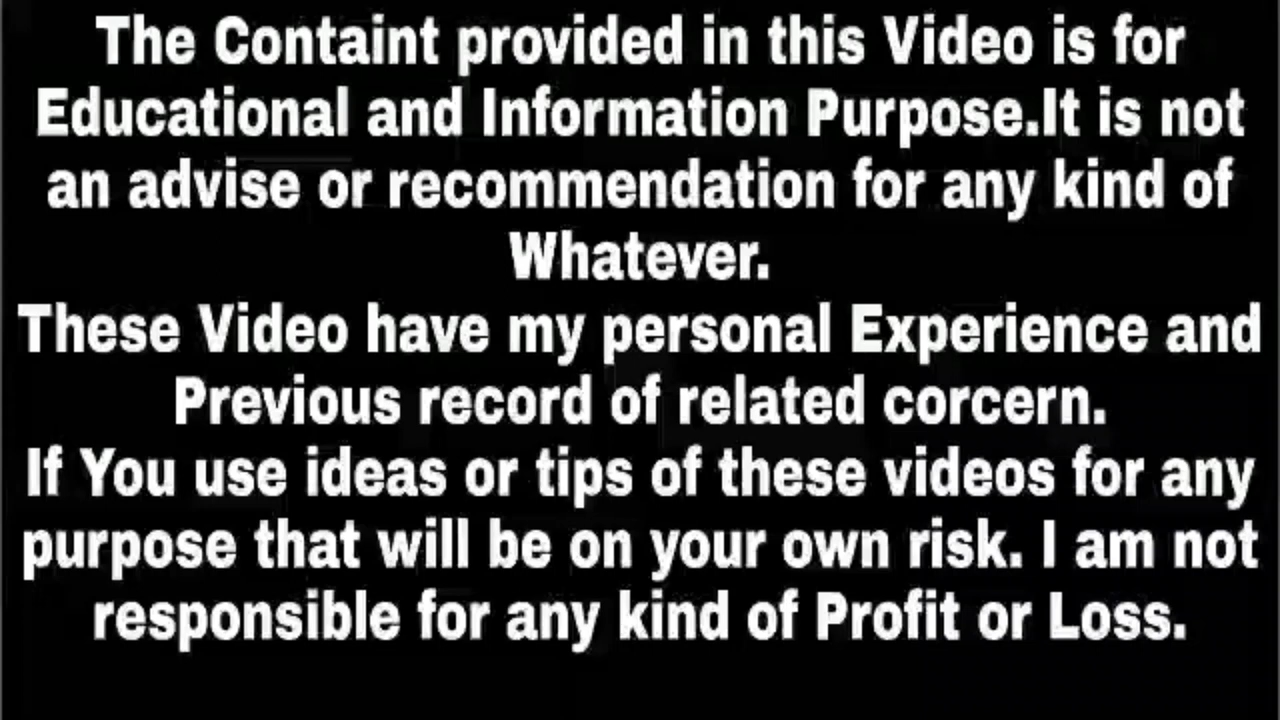 The Containt provided in this Video is for
Educational and Information Purpose.It is not
an advise or recommendation for any kind of
Whatever.
These Video have my personal Experience and
Previous record of related corcern.
If You use ideas or tips of these videos for any
purpose that will be on your own risk. I am not
responsible for any kind of Profit or Loss.